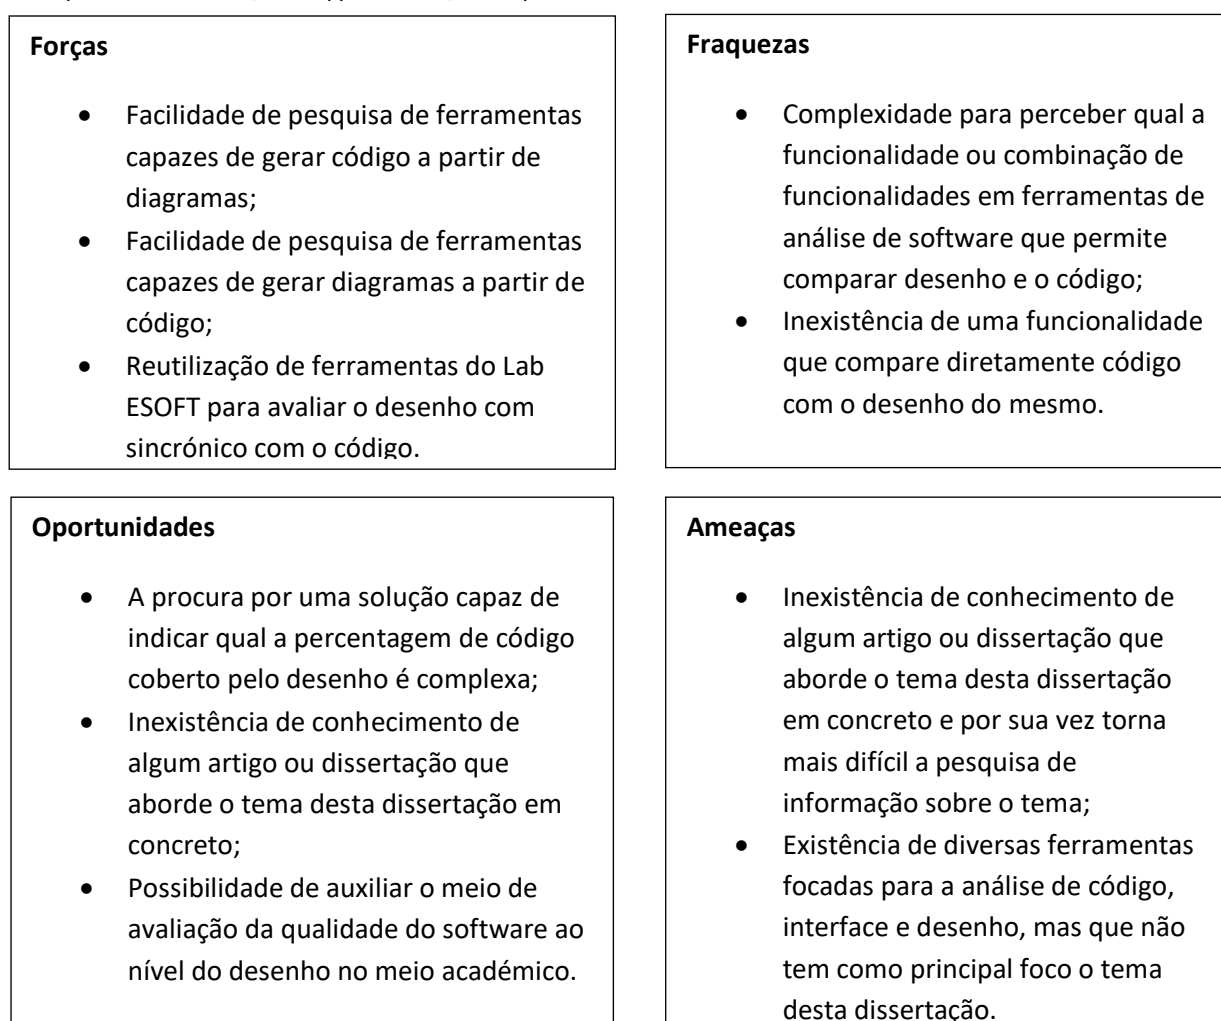 Forças
• Facilidade de pesquisa de ferramentas
capazes de gerar código a partir de
diagramas;
• Facilidade de pesquisa de ferramentas
capazes de gerar diagramas a partir de
código;
• Reutilização de ferramentas do Lab
ESOFT para avaliar o desenho com
sincrónico com o código.
Fraquezas
• Complexidade para perceber qual a
funcionalidade ou combinação de
funcionalidades em ferramentas de
análise de software que permite
comparar desenho e o código;
• Inexistência de uma funcionalidade
que compare diretamente código
com o desenho do mesmo.
Oportunidades
• A procura por uma solução capaz de
indicar qual a percentagem de código
coberto pelo desenho é complexa;
• Inexistência de conhecimento de
algum artigo ou dissertação que
aborde o tema desta dissertação em
concreto;
• Possibilidade de auxiliar o meio de
avaliação da qualidade do software ao
nível do desenho no meio académico.
Ameaças
• Inexistência de conhecimento de
algum artigo ou dissertação que
aborde o tema desta dissertação
em concreto e por sua vez torna
mais difícil a pesquisa de
informação sobre o tema;
• Existência de diversas ferramentas
focadas para a análise de código,
interface e desenho, mas que não
tem como principal foco o tema
desta dissertação.